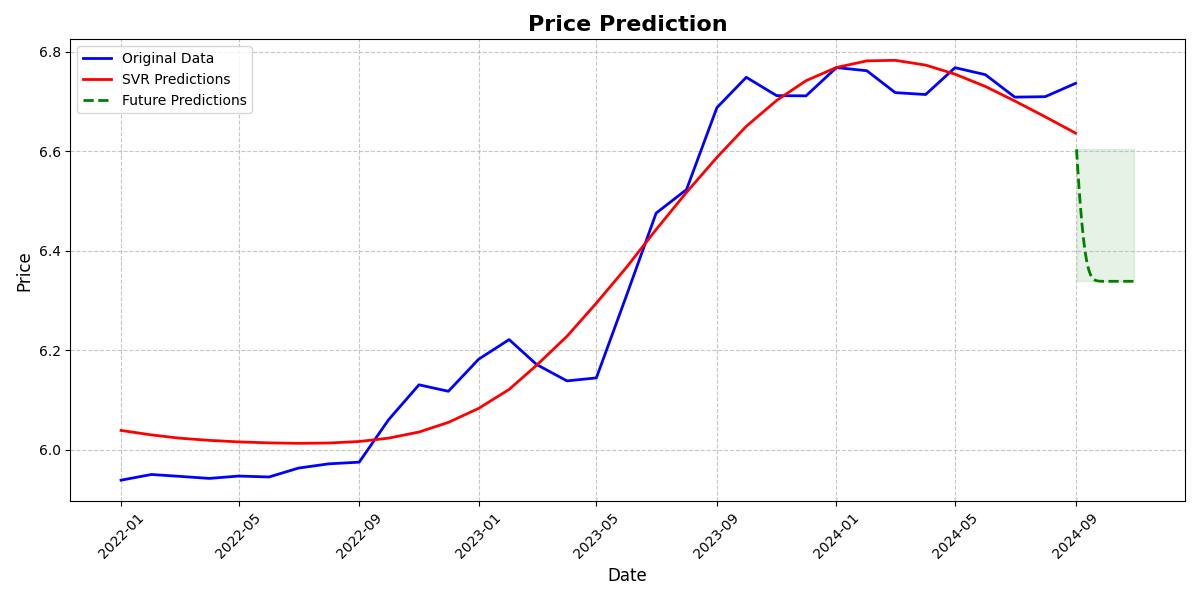 Price Prediction
Original Data
SVR Predictions
Future Predictions
6.8
6.6
6.4
6.2
6.0
Price
2022-01
2022-05
2022-09
2023-01
2023-05
2023-09
2024-01
2024-05
2024-09
Date